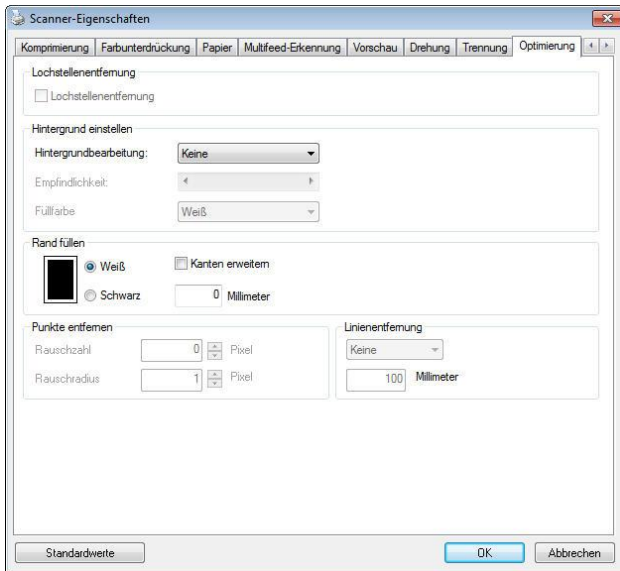 Scanner-Eigenschaften
Komprimierung Farbunterdrückung Papier Multifeed-Erkennung Vorschau Drehung Trennung Optimierung
Lochstellenentfernung
Lochstellenentfernung
Hintergrund einstellen
Hintergrundbearbeitung: Keine
Empfindlichkeit:
Füllfarbe Weiß
Rand füllen
Weiß Kanten erweitern
Schwarz 0 Millimeter
Punkte entfernen Linienentfernung
Rauschzahl 0 Pixel Keine
Rauschradius 1 Pixel 100 Millimeter
Standardwerte OK Abbrechen